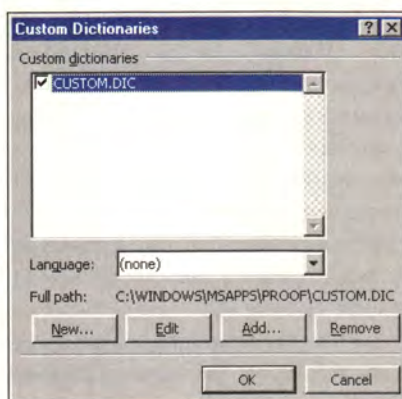 Custom Dictionaries
Custom dictionaries
CUSTOM.DIC
Language: (none)
Full path: C:\WINDOWS\MSAPPS\PROOF\CUSTOM.DIC
New... Edit Add... Remove
OK Cancel